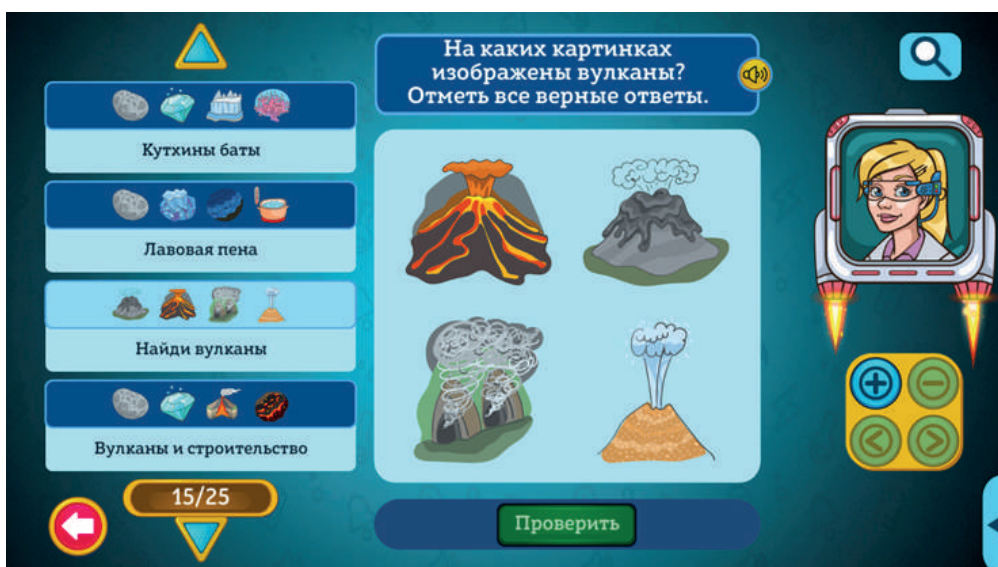 На каких картинках
изображены вулканы?
Отметь все верные ответы.
Кутхины баты
Лавовая пена
Найди вулканы
Вулканы и строительство
15/25
Проверить